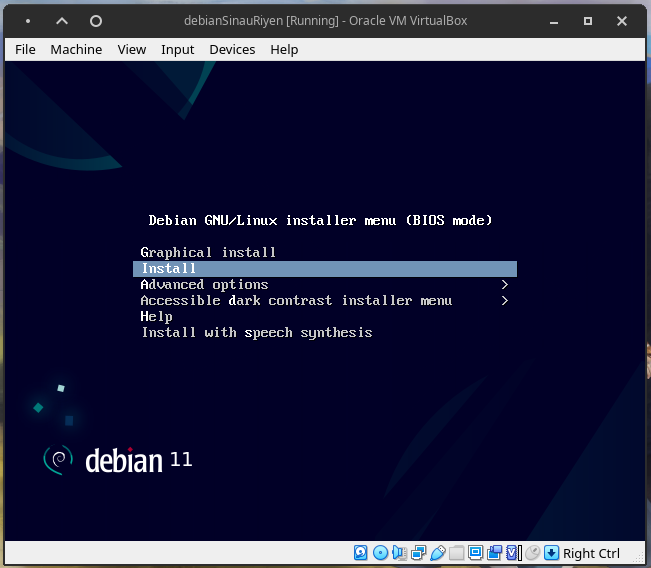 debianSinauRiyen [Running] - Oracle VM VirtualBox
File Machine View Input Devices Help
Debian GNU/Linux installer menu (BIOS mode)
Graphical install
Install
Advanced options >
Accessible dark contrast installer menu >
Help
Install with speech synthesis
debian 11
Right Ctrl